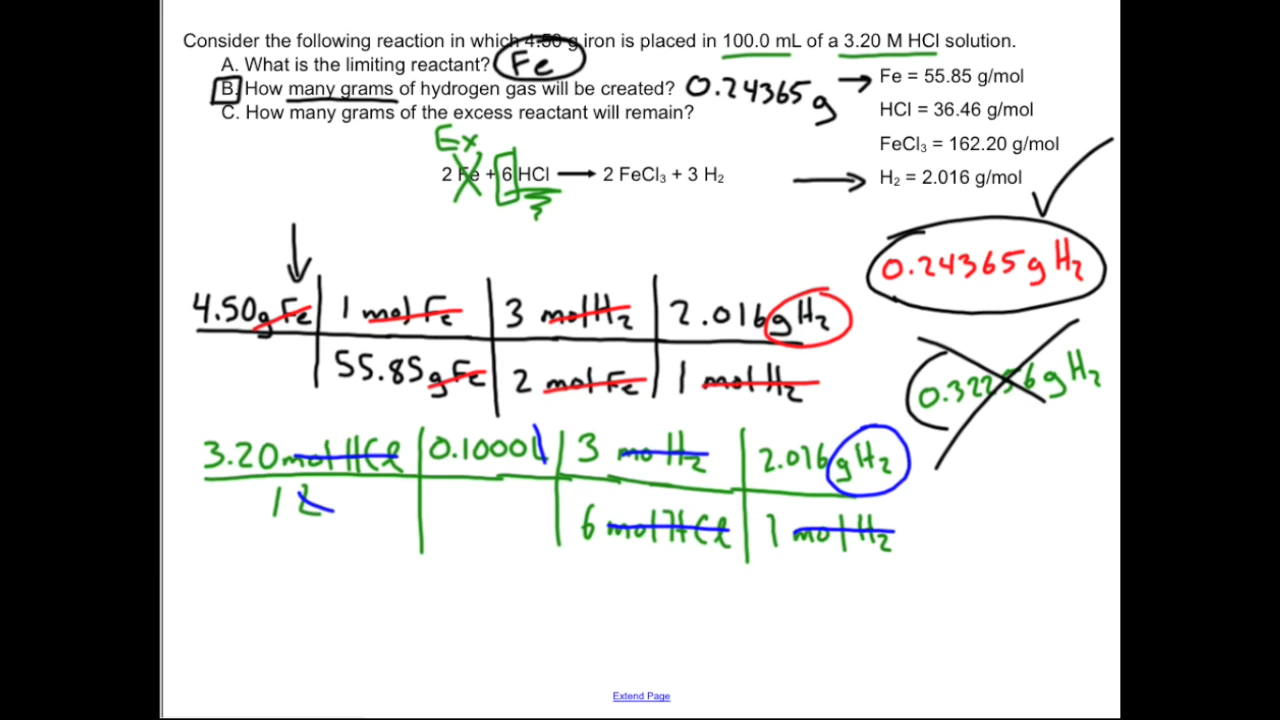 Consider the following reaction in which 4.50 g iron is placed in 100.0 mL of a 3.20 M HCl solution.
A. What is the limiting reactant? Fe
B. How many grams of hydrogen gas will be created? 0.24365 g
C. How many grams of the excess reactant will remain?
Fe = 55.85 g/mol
HCl = 36.46 g/mol
FeCl₃ = 162.20 g/mol
H₂ = 2.016 g/mol
Ex
2 Fe + 6 HCl ⟶ 2 FeCl₃ + 3 H₂
0.24365 g H₂
4.50 g Fe | 1 mol Fe | 3 mol H₂ | 2.016 g H₂
55.85 g Fe | 2 mol Fe | 1 mol H₂
0.32256 g H₂
3.20 mol HCl | 0.1000 L | 3 mo H₂ | 2.016 g H₂
1 L | 6 mol HCl | 1 mol H₂
Extend Page